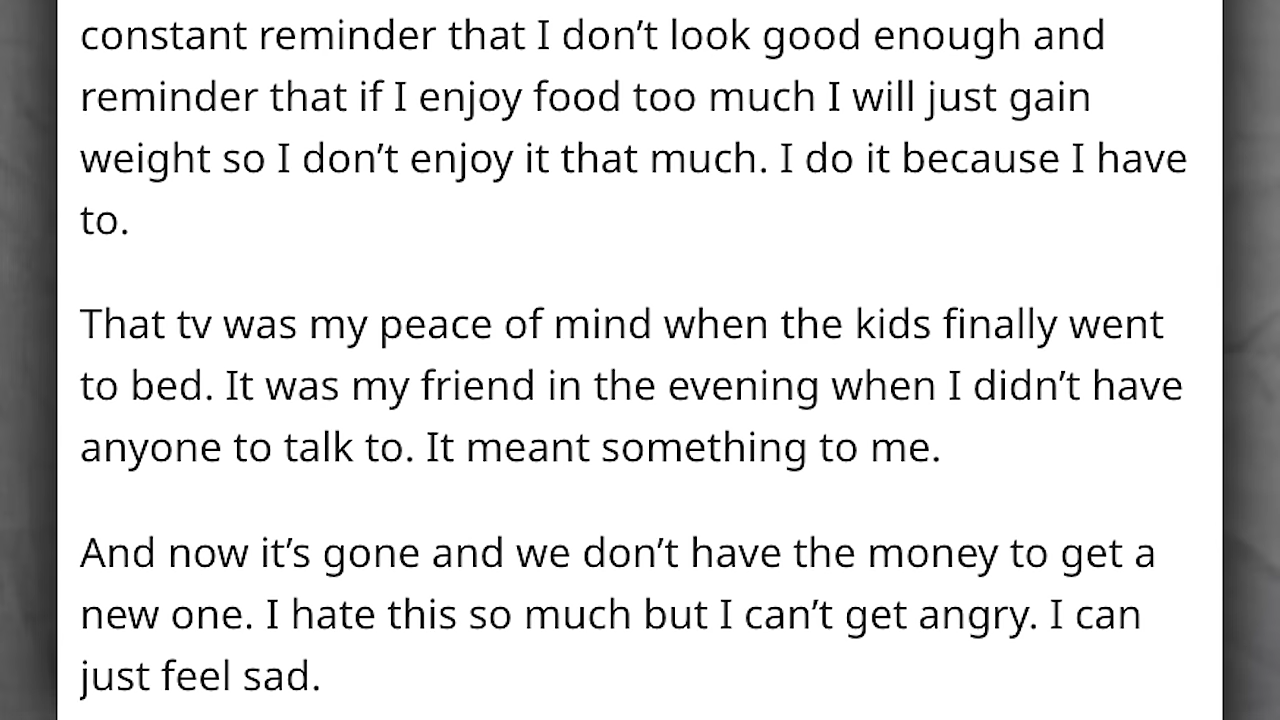 constant reminder that I don’t look good enough and
reminder that if I enjoy food too much I will just gain
weight so I don’t enjoy it that much. I do it because I have
to.
That tv was my peace of mind when the kids finally went
to bed. It was my friend in the evening when I didn’t have
anyone to talk to. It meant something to me.
And now it’s gone and we don’t have the money to get a
new one. I hate this so much but I can’t get angry. I can
just feel sad.